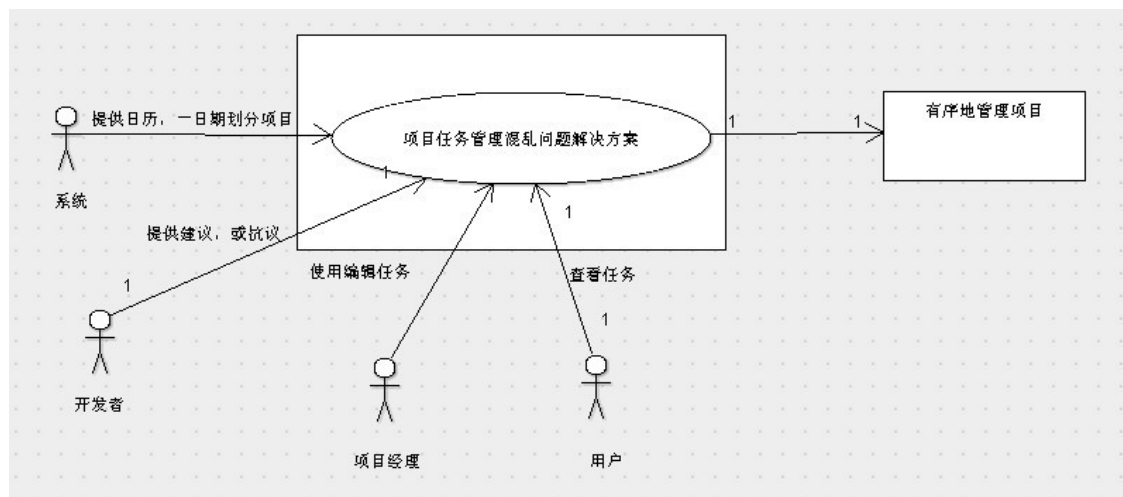 有序地管理项目
提供日历，一日期划分项目
1
1
项目任务管理混乱问题解决方案
1
系统
1
提供建议，或抗议
使用编辑任务
查看任务
1
1
开发者
项目经理
用户